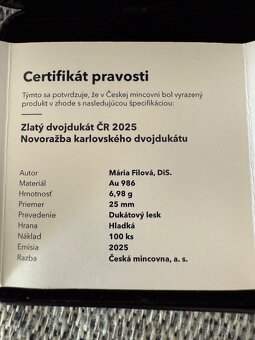 Certifikát pravosti
Týmto sa potvrdzuje, že v Českej mincovni bol vyrazený
produkt v zhode s nasledujúcou špecifikáciou:
Zlatý dvojdukát ČR 2025
Novoražba karlovského dvojdukátu
Autor Mária Filová, DiS.
Materiál Au 986
Hmotnosť 6,98 g
Priemer 25 mm
Prevedenie Dukátový lesk
Hrana Hladká
Náklad 100 ks
Emisia 2025
Razba Česká mincovna, a. s.